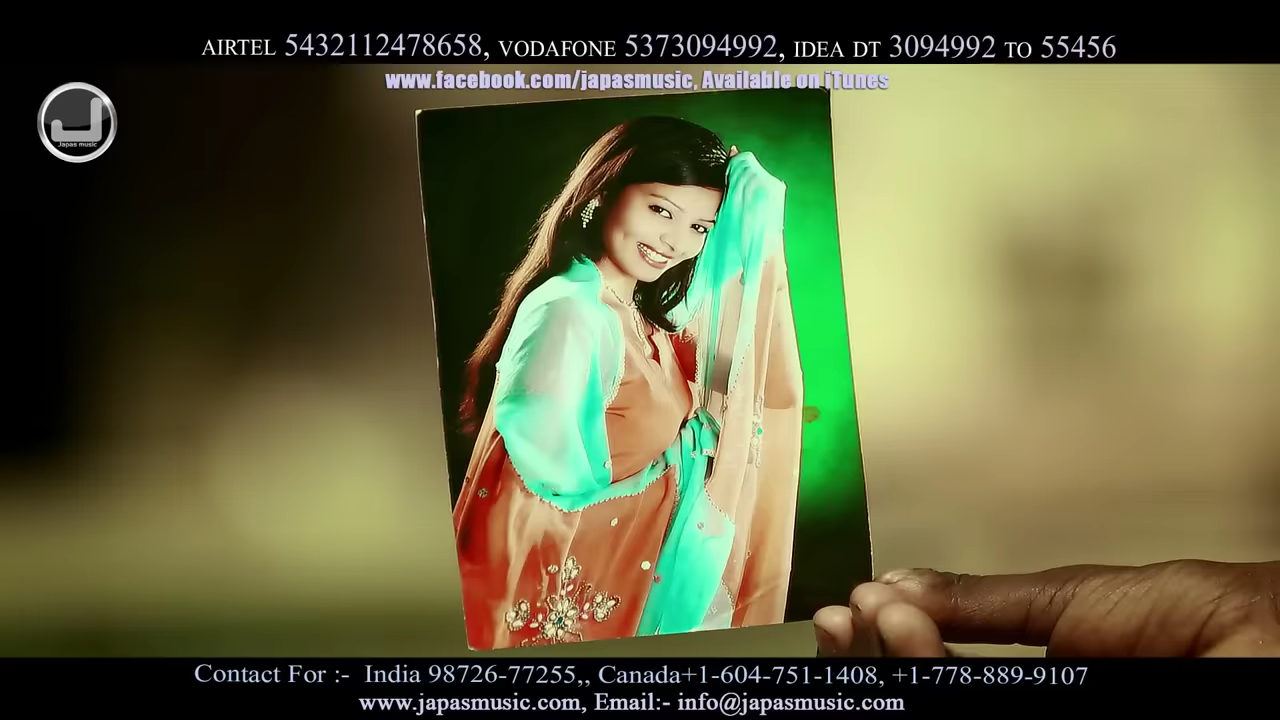 AIRTEL 5432112478658, VODAFONE 5373094992, IDEA DT 3094992 TO 55456
www.facebook.com/japasmusic, Available on iTunes
J
Japas music
Contact For :-  India 98726-77255,, Canada+1-604-751-1408, +1-778-889-9107
www.japasmusic.com, Email:- info@japasmusic.com